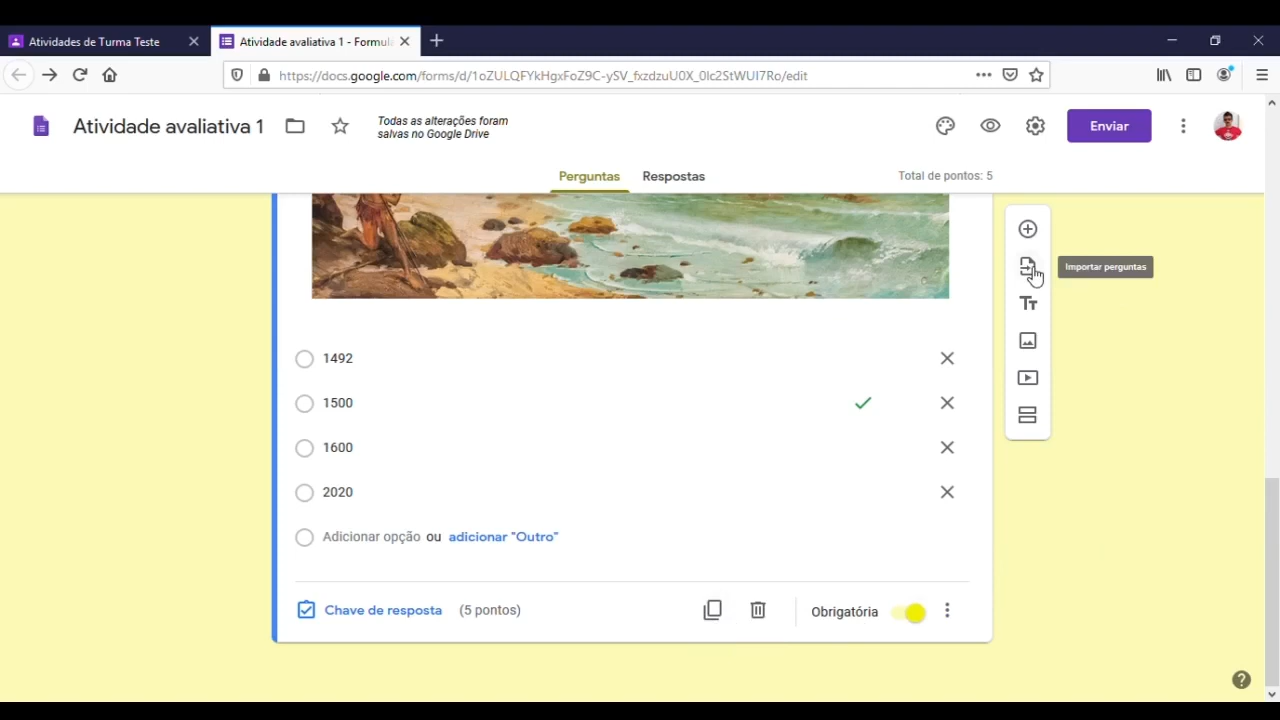 Atividades de Turma Teste
Atividade avaliativa 1 - Formul
https://docs.google.com/forms/d/1oZULQFYkHgxFoZ9C-ySV_fxzdzuU0X_0lc2StWUI7Ro/edit
Atividade avaliativa 1
Todas as alterações foram
salvas no Google Drive
Enviar
Perguntas
Respostas
Total de pontos: 5
Importar perguntas
Tт
1492
1500
1600
2020
Adicionar opção ou adicionar "Outro"
Chave de resposta (5 pontos)
Obrigatória